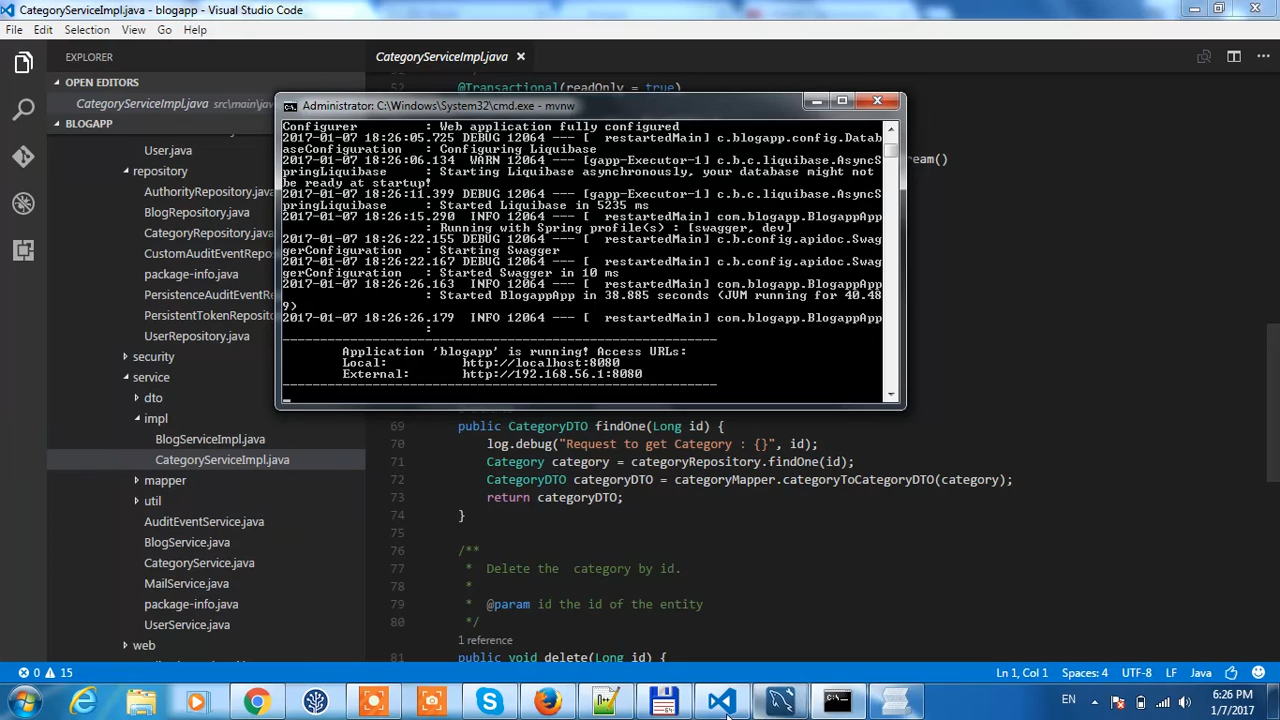 CategoryServiceImpl.java - blogapp - Visual Studio Code
File Edit Selection View Go Help
EXPLORER
OPEN EDITORS
CategoryServiceImpl.java src\main\jav
BLOGAPP
User.java
repository
AuthorityRepository.java
BlogRepository.java
CategoryRepository.java
CustomAuditEventReposit
package-info.java
PersistenceAuditEventRe
PersistentTokenRepositor
UserRepository.java
security
service
dto
impl
BlogServiceImpl.java
CategoryServiceImpl.java
mapper
util
AuditEventService.java
BlogService.java
CategoryService.java
MailService.java
package-info.java
UserService.java
web
CategoryServiceImpl.java
52 @Transactional(readOnly = true)
ream()
Administrator: C:\Windows\System32\cmd.exe - mvnw
Configurer : Web application fully configured
2017-01-07 18:26:05.725 DEBUG 12064 --- [ restartedMain] c.blogapp.config.Datab
aseConfiguration : Configuring Liquibase
2017-01-07 18:26:06.134 WARN 12064 --- [gapp-Executor-1] c.b.c.liquibase.AsyncS
pringLiquibase : Starting Liquibase asynchronously, your database might not
be ready at startup!
2017-01-07 18:26:11.399 DEBUG 12064 --- [gapp-Executor-1] c.b.c.liquibase.AsyncS
pringLiquibase : Started Liquibase in 5235 ms
2017-01-07 18:26:15.290 INFO 12064 --- [ restartedMain] com.blogapp.BlogappApp
: Running with Spring profile(s) : [swagger, dev]
2017-01-07 18:26:22.155 DEBUG 12064 --- [ restartedMain] c.b.config.apidoc.Swag
gerConfiguration : Starting Swagger
2017-01-07 18:26:22.167 DEBUG 12064 --- [ restartedMain] c.b.config.apidoc.Swag
gerConfiguration : Started Swagger in 10 ms
2017-01-07 18:26:26.163 INFO 12064 --- [ restartedMain] com.blogapp.BlogappApp
: Started BlogappApp in 38.885 seconds (JVM running for 40.48
9)
2017-01-07 18:26:26.179 INFO 12064 --- [ restartedMain] com.blogapp.BlogappApp
:
----------------------------------------------------------
Application 'blogapp' is running! Access URLs:
Local: http://localhost:8080
External: http://192.168.56.1:8080
----------------------------------------------------------
69 public CategoryDTO findOne(Long id) {
70 log.debug("Request to get Category : {}", id);
71 Category category = categoryRepository.findOne(id);
72 CategoryDTO categoryDTO = categoryMapper.categoryToCategoryDTO(category);
73 return categoryDTO;
74 }
75
76 /**
77 * Delete the category by id.
78 *
79 * @param id the id of the entity
80 */
1 reference
81 public void delete(Long id) {
0 15
Ln 1, Col 1 Spaces: 4 UTF-8 LF Java
EN
6:26 PM
1/7/2017